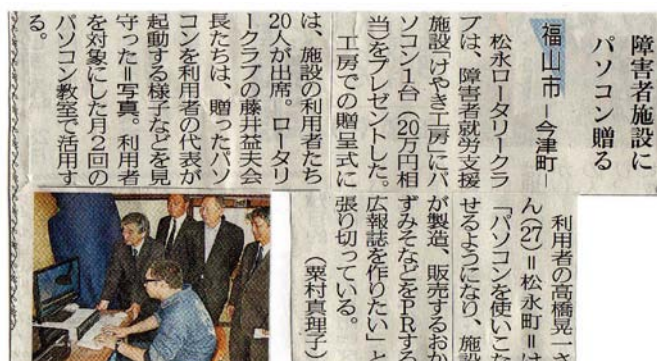 障害者施設に
パソコン贈る
福山市 ―今津町―
松永ロータリークラ
ブは、障害者就労支援
施設「けやき工房」にパ
ソコン1台(20万円相
当)をプレゼントした。
工房での贈呈式に
は、施設の利用者たち
20人が出席。ロータリ
ークラブの藤井益夫会
長たちは、贈ったパソ
コンを利用者の代表が
起動する様子などを見
守った=写真。利用者
を対象にした月2回の
パソコン教室で活用す
る。
利用者の高橋晃一さ
ん(27)=松永町=は
「パソコンを使いこな
せるようになり、施設
が製造、販売するおか
ずみそなどをPRする
広報誌を作りたい」と
張り切っている。
(粟村真理子)